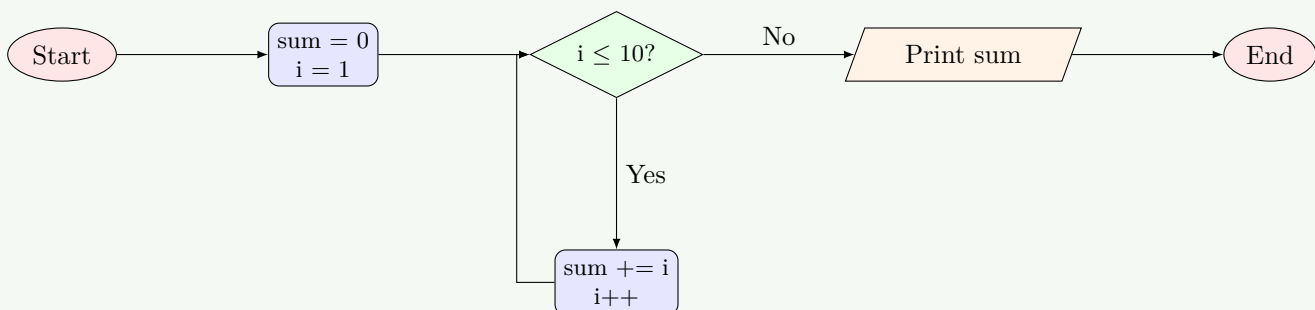 Start
sum = 0
i = 1
i ≤ 10?
No
Print sum
End
Yes
sum += i
i++